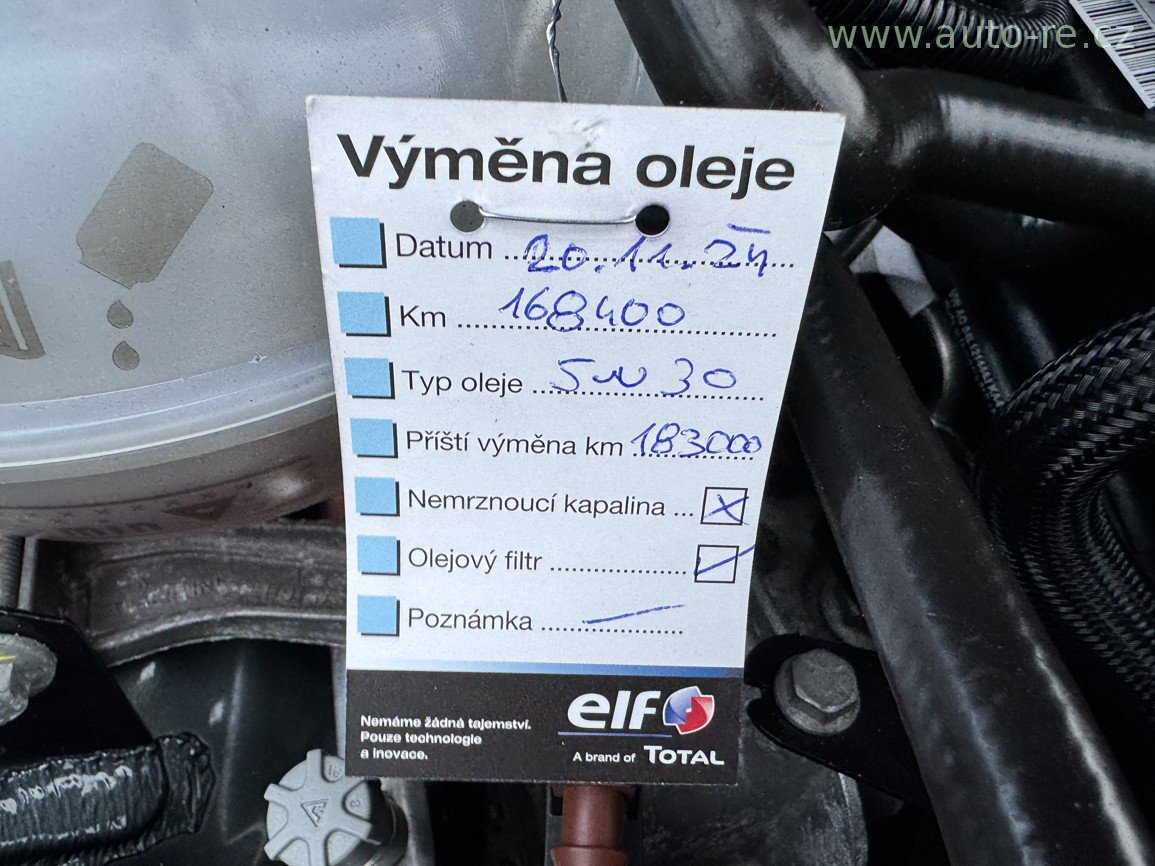 www.auto-re.cz
Výměna oleje
Datum ... 20.11.24
Km ... 168400
Typ oleje ... 5W30
Příští výměna km ... 183000
Nemrznoucí kapalina ... X
Olejový filtr ...
Poznámka ... —
Nemáme žádná tajemství.
Pouze technologie
a inovace.
elf
A brand of TOTAL